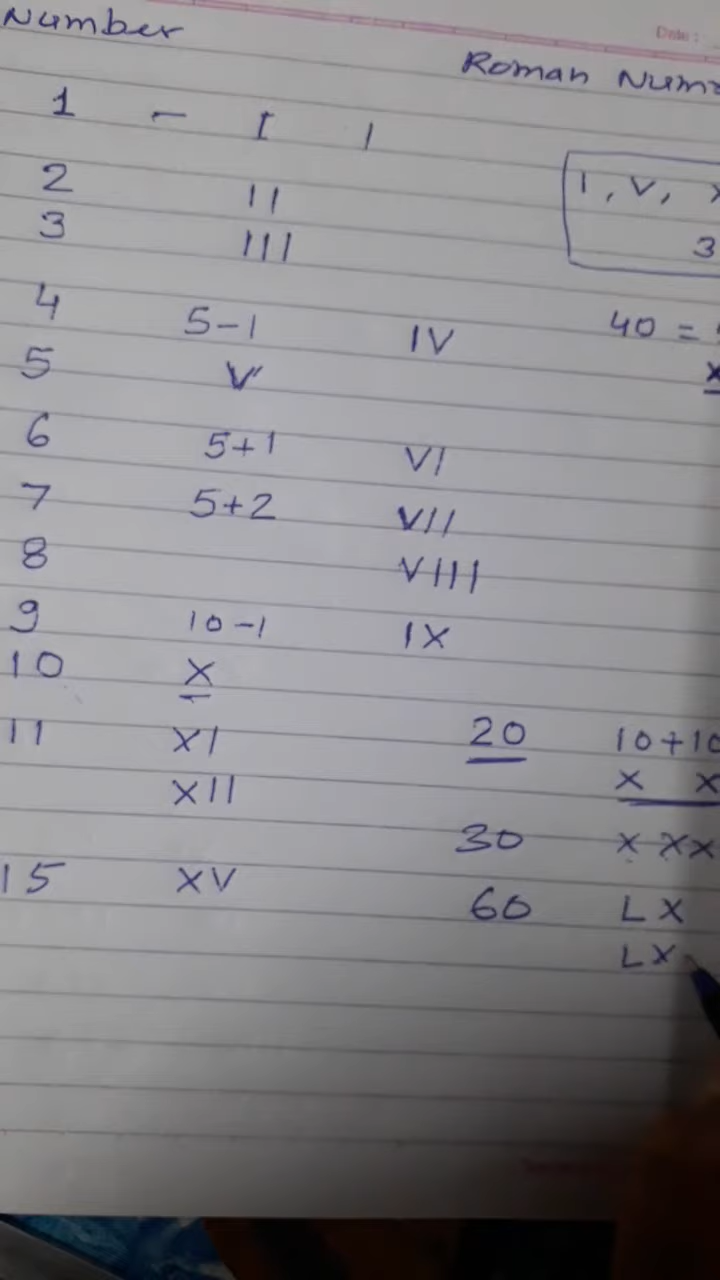 Date :
Number
Roman Num
1 - I I
I, V, X
2 II
3 III
3
4 5-1 IV
40 =
5 V
X
6 5+1 VI
7 5+2 VII
8 VIII
9 10-1 IX
10 X
11 XI
20 10+10
XII
X X
30 X XX
15 XV
60 LX
LX